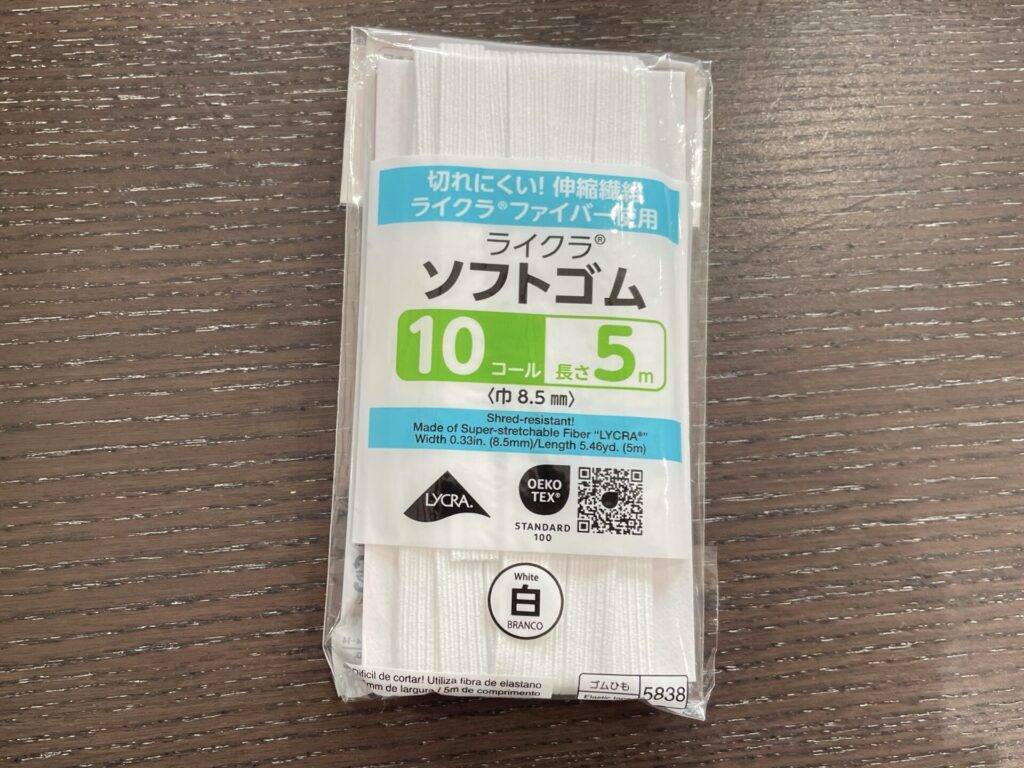 切れにくい! 伸縮繊維
ライクラ®ファイバー使用
ライクラ®
ソフトゴム
10コール 長さ5m
〈巾 8.5 ㎜〉
Shred-resistant!
Made of Super-stretchable Fiber "LYCRA®"
Width 0.33in. (8.5mm)/Length 5.46yd. (5m)
LYCRA®
OEKO
TEX®
STANDARD
100
White
白
BRANCO
Difícil de cortar! Utiliza fibra de elastano
mm de largura / 5m de comprimento
ゴムひも
5838